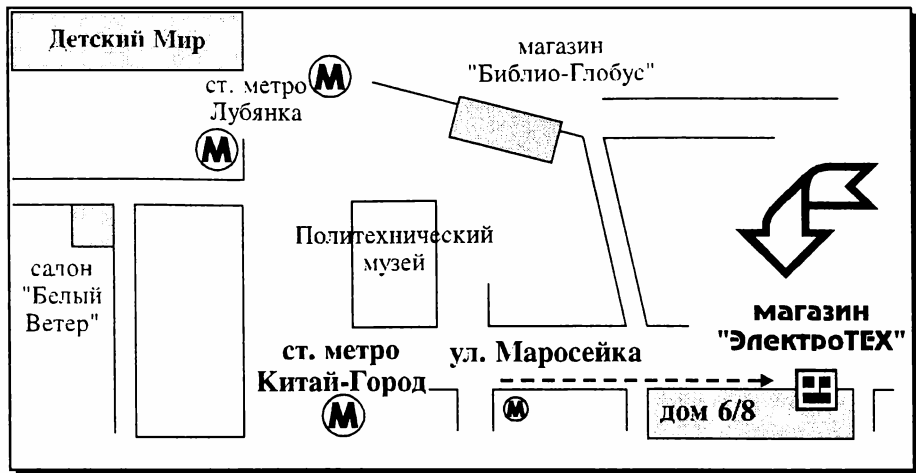 Детский Мир
ст. метро
Лубянка
М
М
магазин
"Библио-Глобус"
Политехнический
музей
салон
"Белый
Ветер"
магазин
"ЭлектроТЕХ"
ст. метро
Китай-Город
М
ул. Маросейка
М
дом 6/8